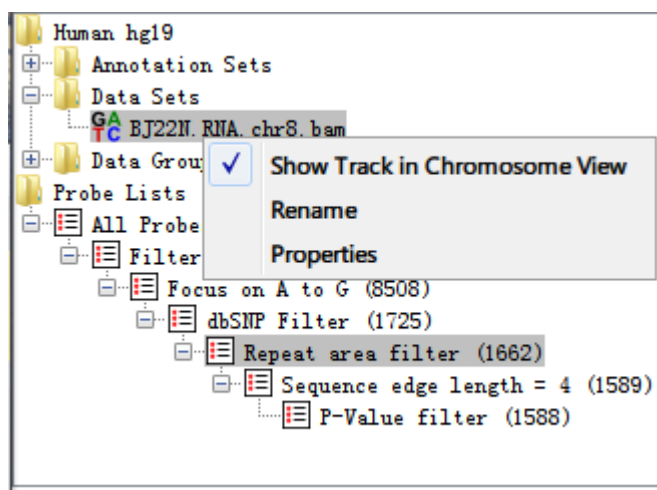 Human hg19
Annotation Sets
Data Sets
GATC BJ22N.RNA.chr8.bam
Data Grou
Show Track in Chromosome View
Rename
Properties
Probe Lists
All Probe
Filter
Focus on A to G (8508)
dbSNP Filter (1725)
Repeat area filter (1662)
Sequence edge length = 4 (1589)
P-Value filter (1588)